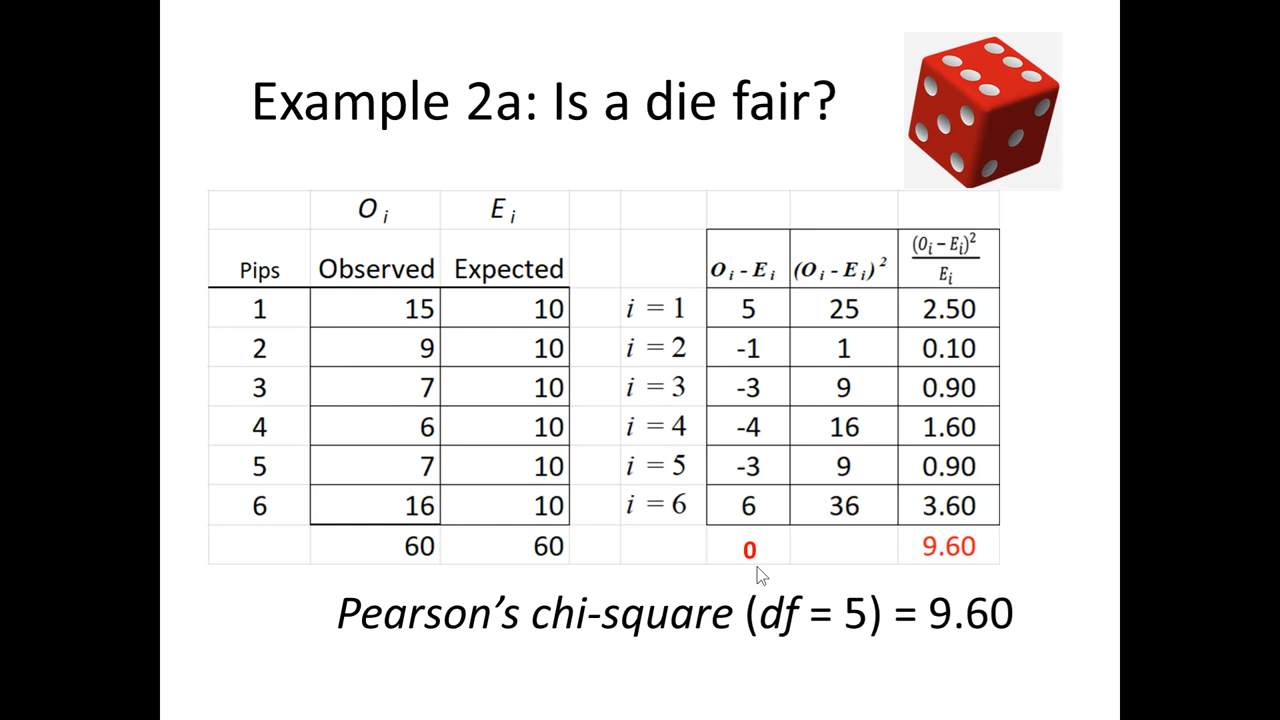 Example 2a: Is a die fair?
O i E i
Pips Observed Expected O i - E i (O i - E i ) 2 (Oi – Ei)2 / Ei
1 15 10 i = 1 5 25 2.50
2 9 10 i = 2 -1 1 0.10
3 7 10 i = 3 -3 9 0.90
4 6 10 i = 4 -4 16 1.60
5 7 10 i = 5 -3 9 0.90
6 16 10 i = 6 6 36 3.60
60 60 0 9.60
Pearson’s chi-square (df = 5) = 9.60